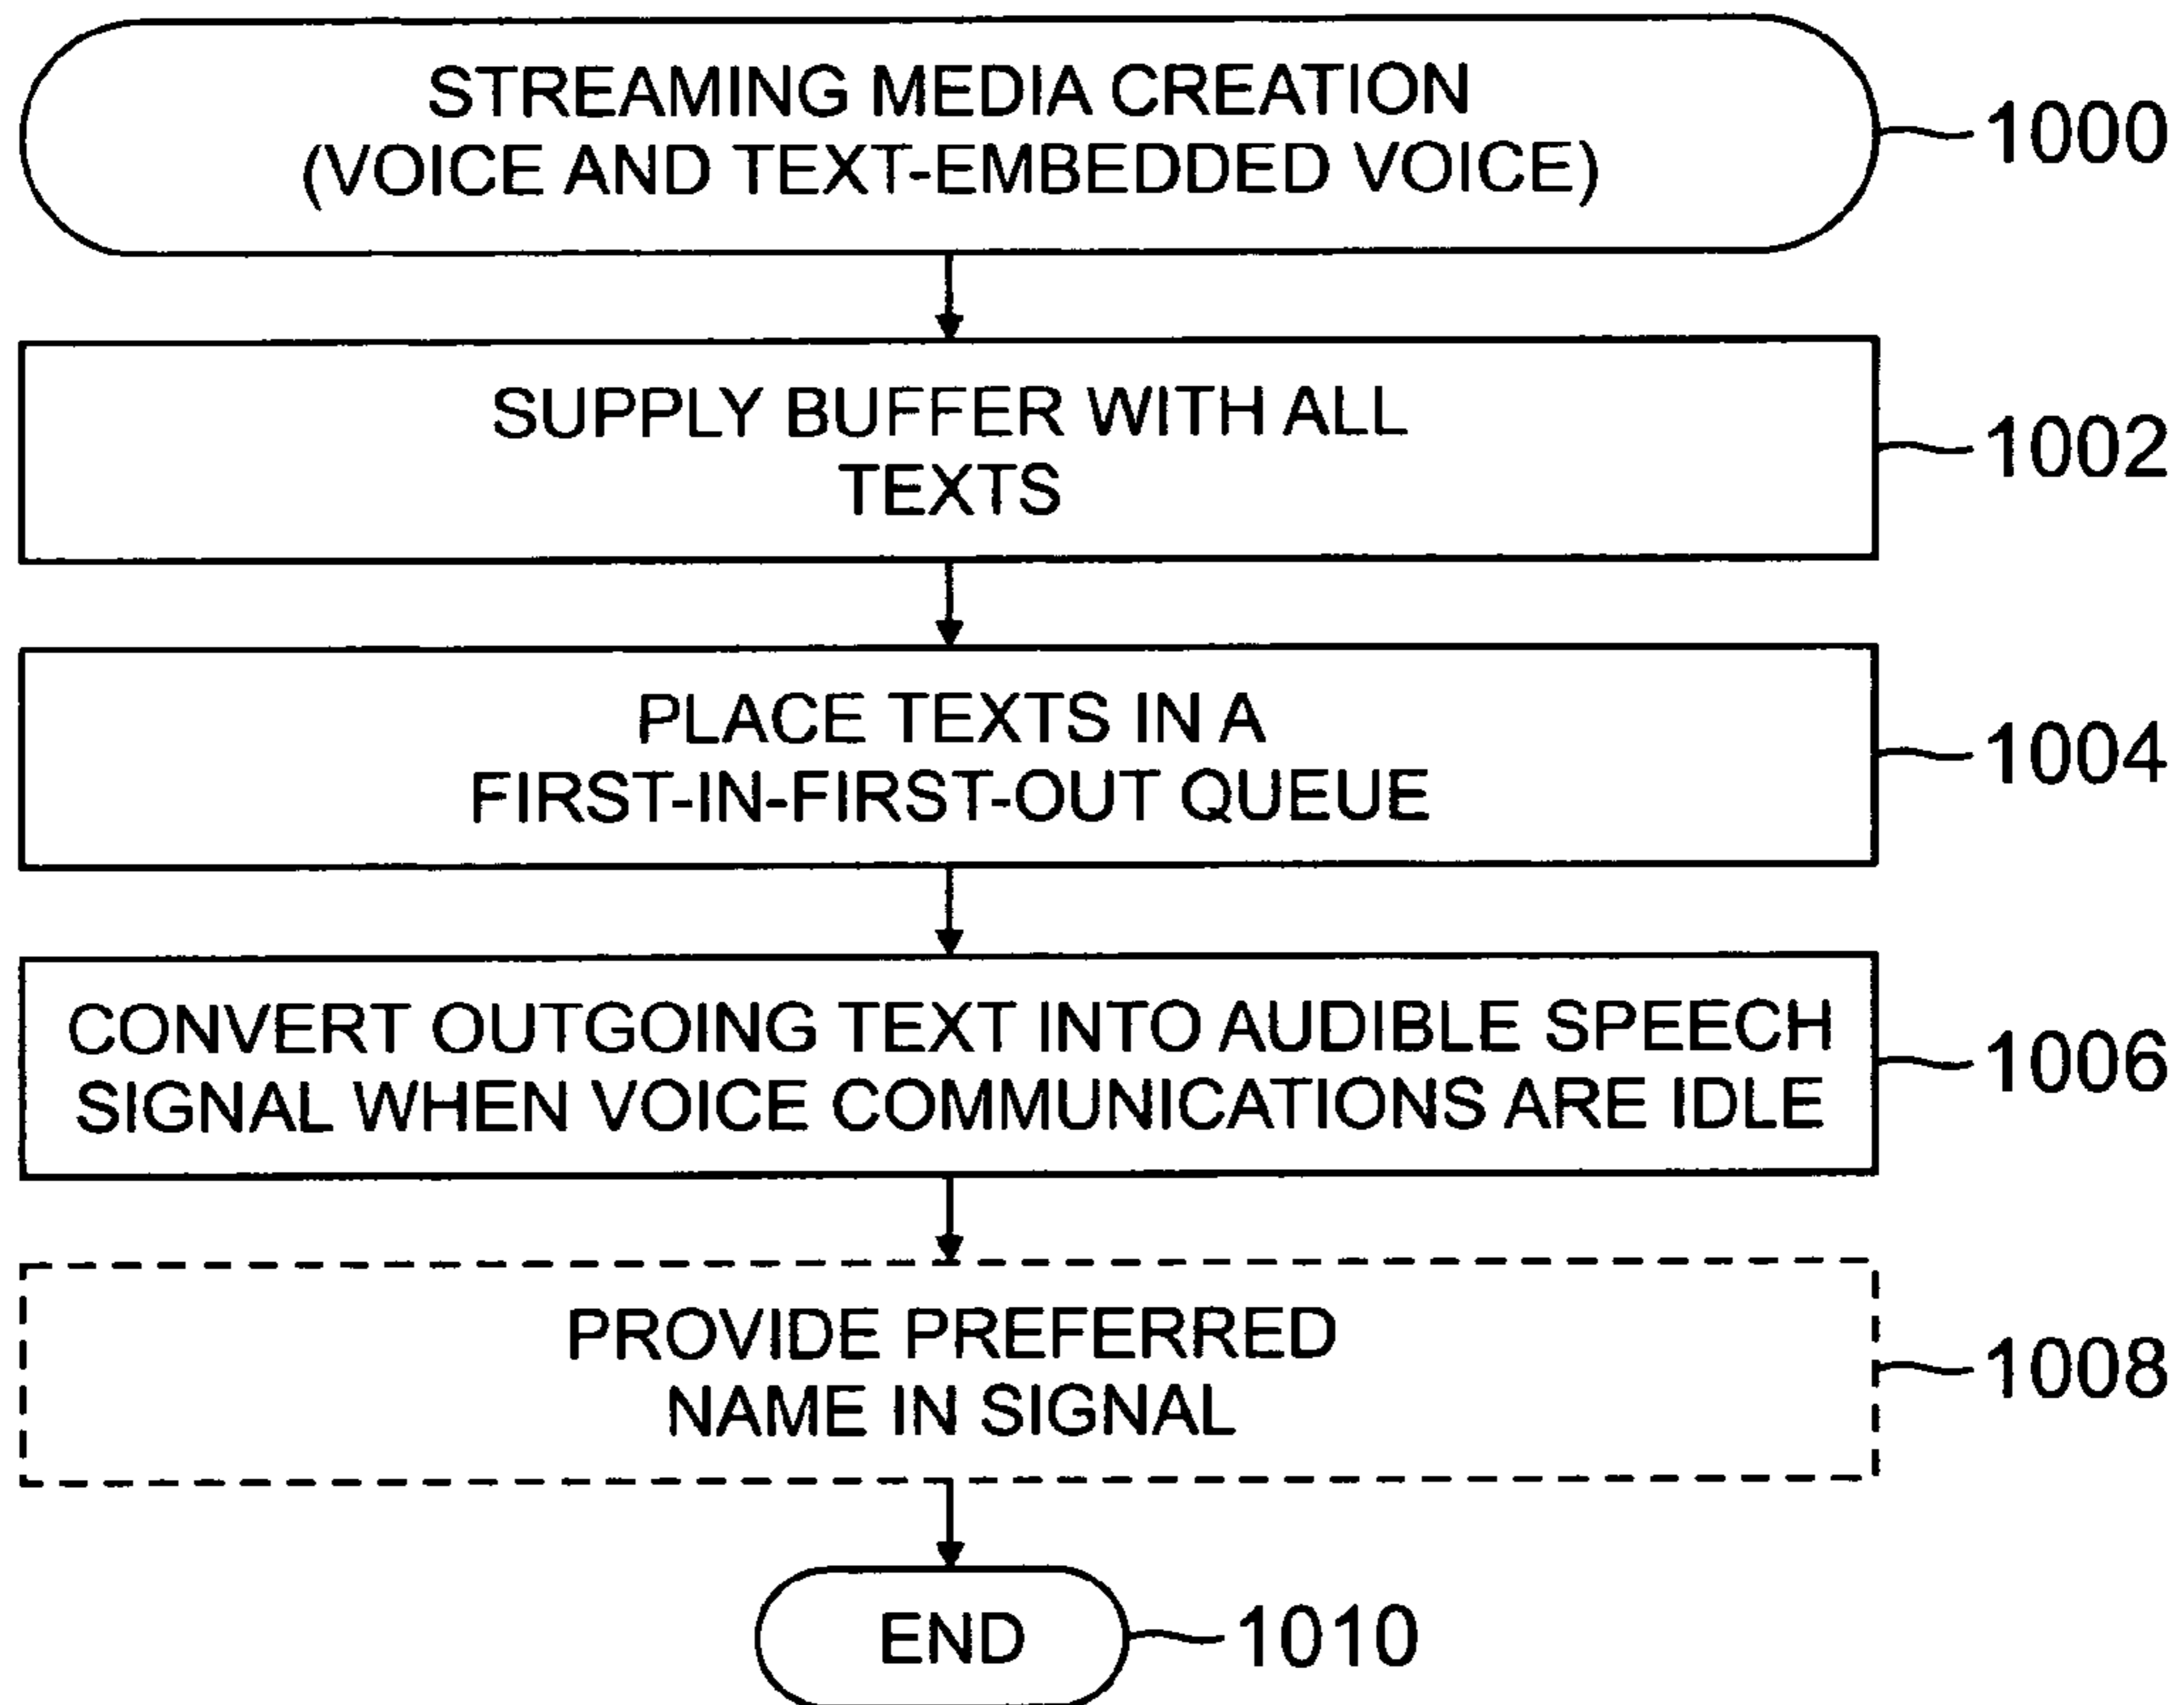 STREAMING MEDIA CREATION
(VOICE AND TEXT-EMBEDDED VOICE)
1000
SUPPLY BUFFER WITH ALL
TEXTS
1002
PLACE TEXTS IN A
FIRST-IN-FIRST-OUT QUEUE
1004
CONVERT OUTGOING TEXT INTO AUDIBLE SPEECH
SIGNAL WHEN VOICE COMMUNICATIONS ARE IDLE
1006
PROVIDE PREFERRED
NAME IN SIGNAL
1008
END
1010